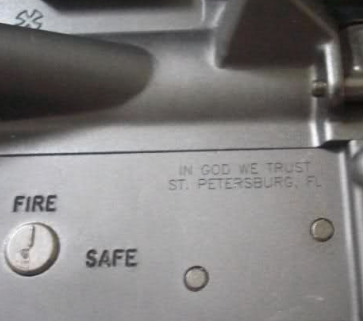 IN GOD WE TRUST
ST. PETERSBURG, FL
FIRE
SAFE